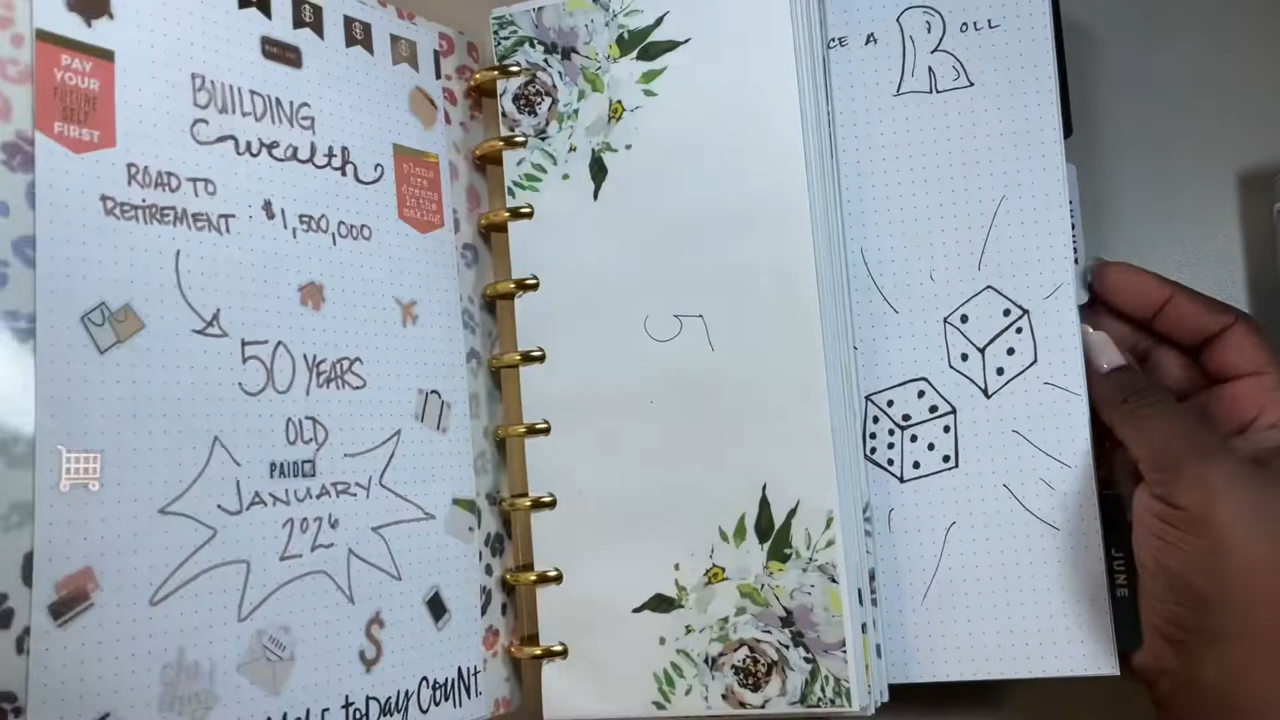 PAY
YOUR
FUTURE
SELF
FIRST
BUILDING
wealth
ROAD TO
RETIREMENT : $1,500,000
plans
are
dreams
in the
making
50 YEARS
OLD
PAID
JANUARY
2026
toDAY COUNT.
5
CE A ROLL
JUNE